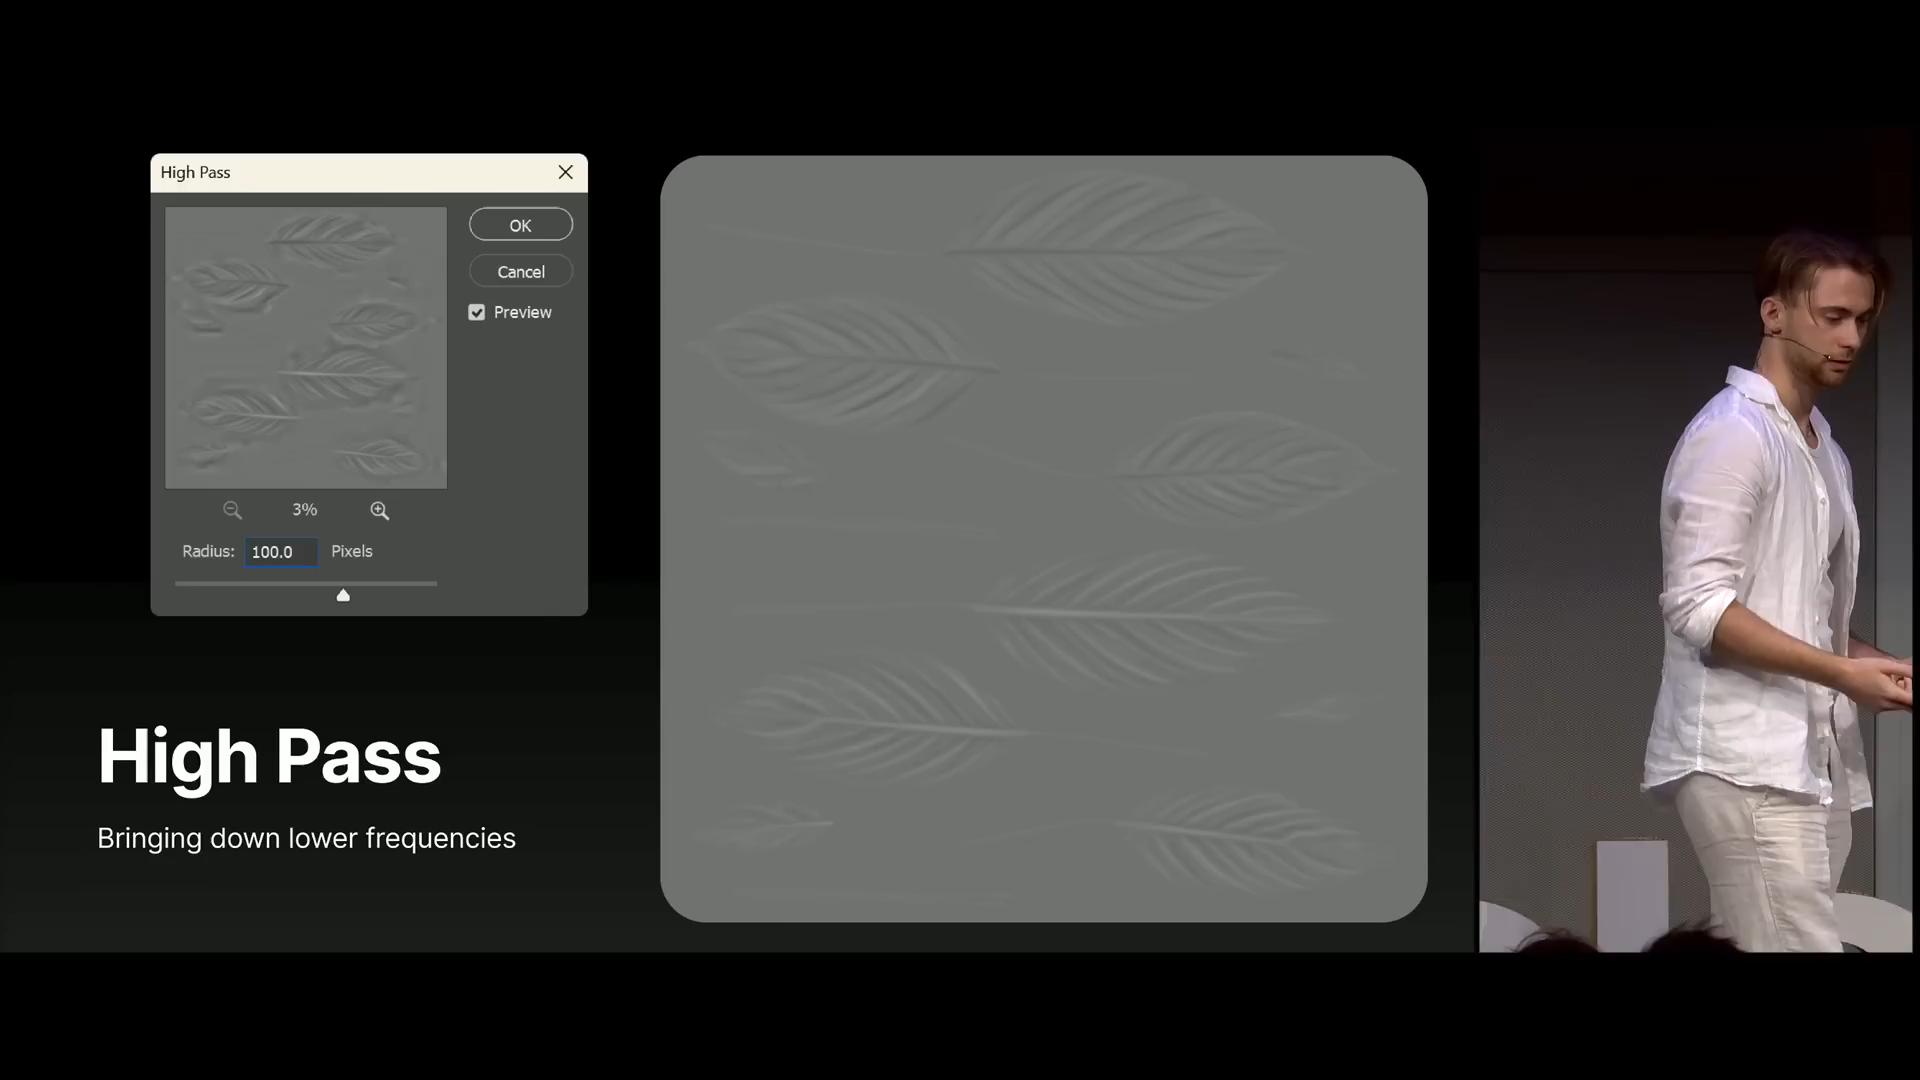 High Pass
OK
Cancel
Preview
3%
Radius: 100.0 Pixels
High Pass
Bringing down lower frequencies